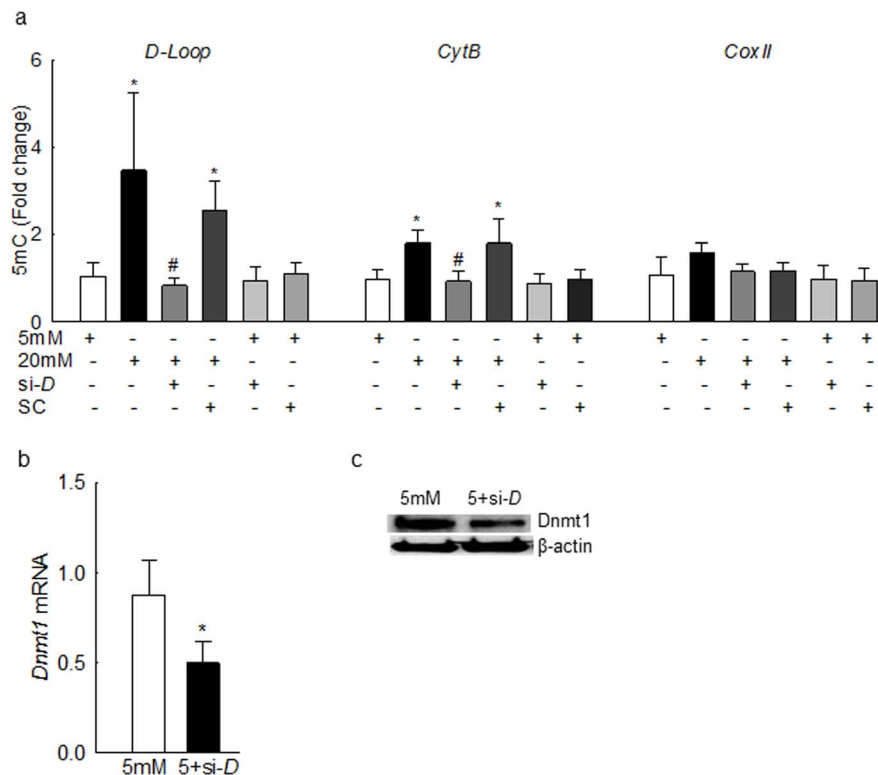 a
D-Loop CytB CoxII
6
4
2
0
5mC (Fold change)
* # * * # *
5mM + - - - + + + - - - + + + - - - + +
20mM - + + + - - - + + + - - - + + + - -
si-D - - + - + - - - + - + - - - + - + -
SC - - - + - + - - - + - + - - - + - +
b
1.5
1.0
0.5
0.0
Dnmt1 mRNA
*
5mM 5+si-D
c
5mM 5+si-D
Dnmt1
β-actin